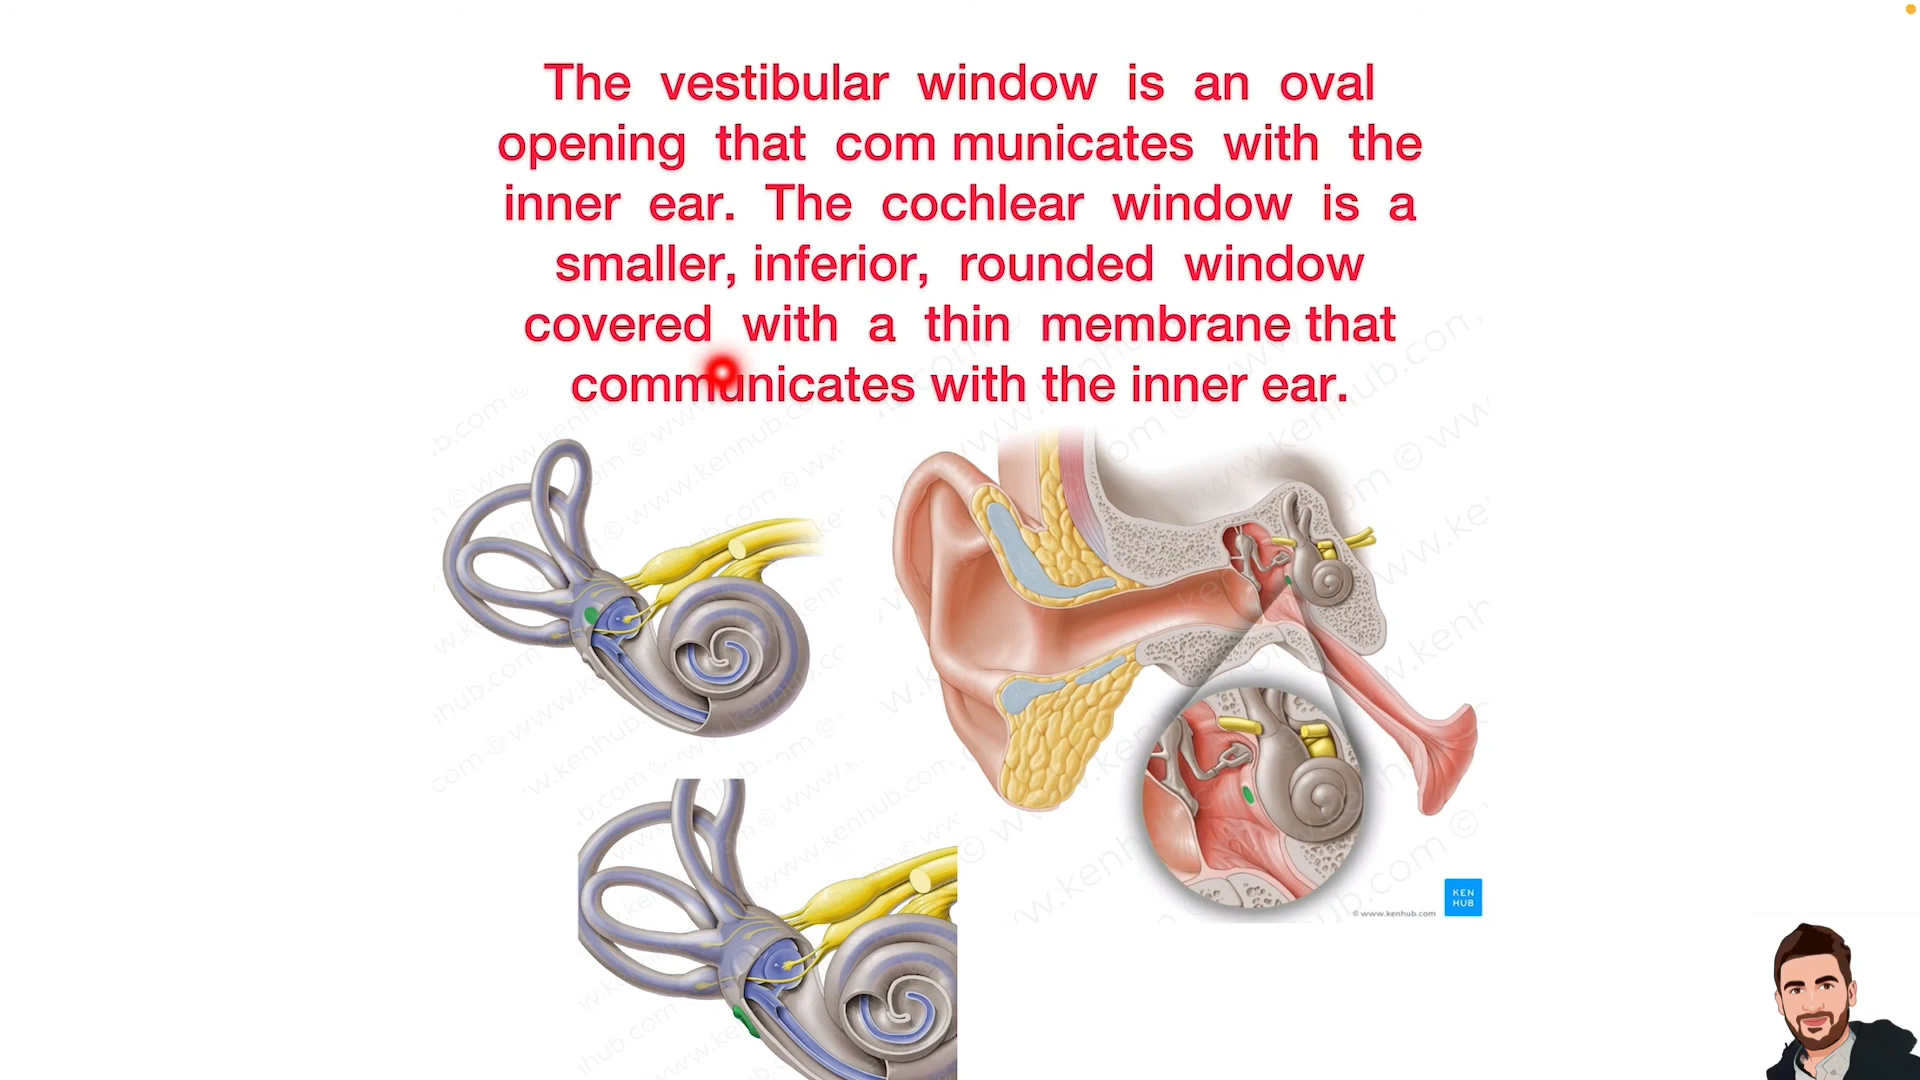 The vestibular window is an oval
opening that com municates with the
inner ear. The cochlear window is a
smaller, inferior, rounded window
covered with a thin membrane that
communicates with the inner ear.
KEN
HUB
© www.kenhub.com